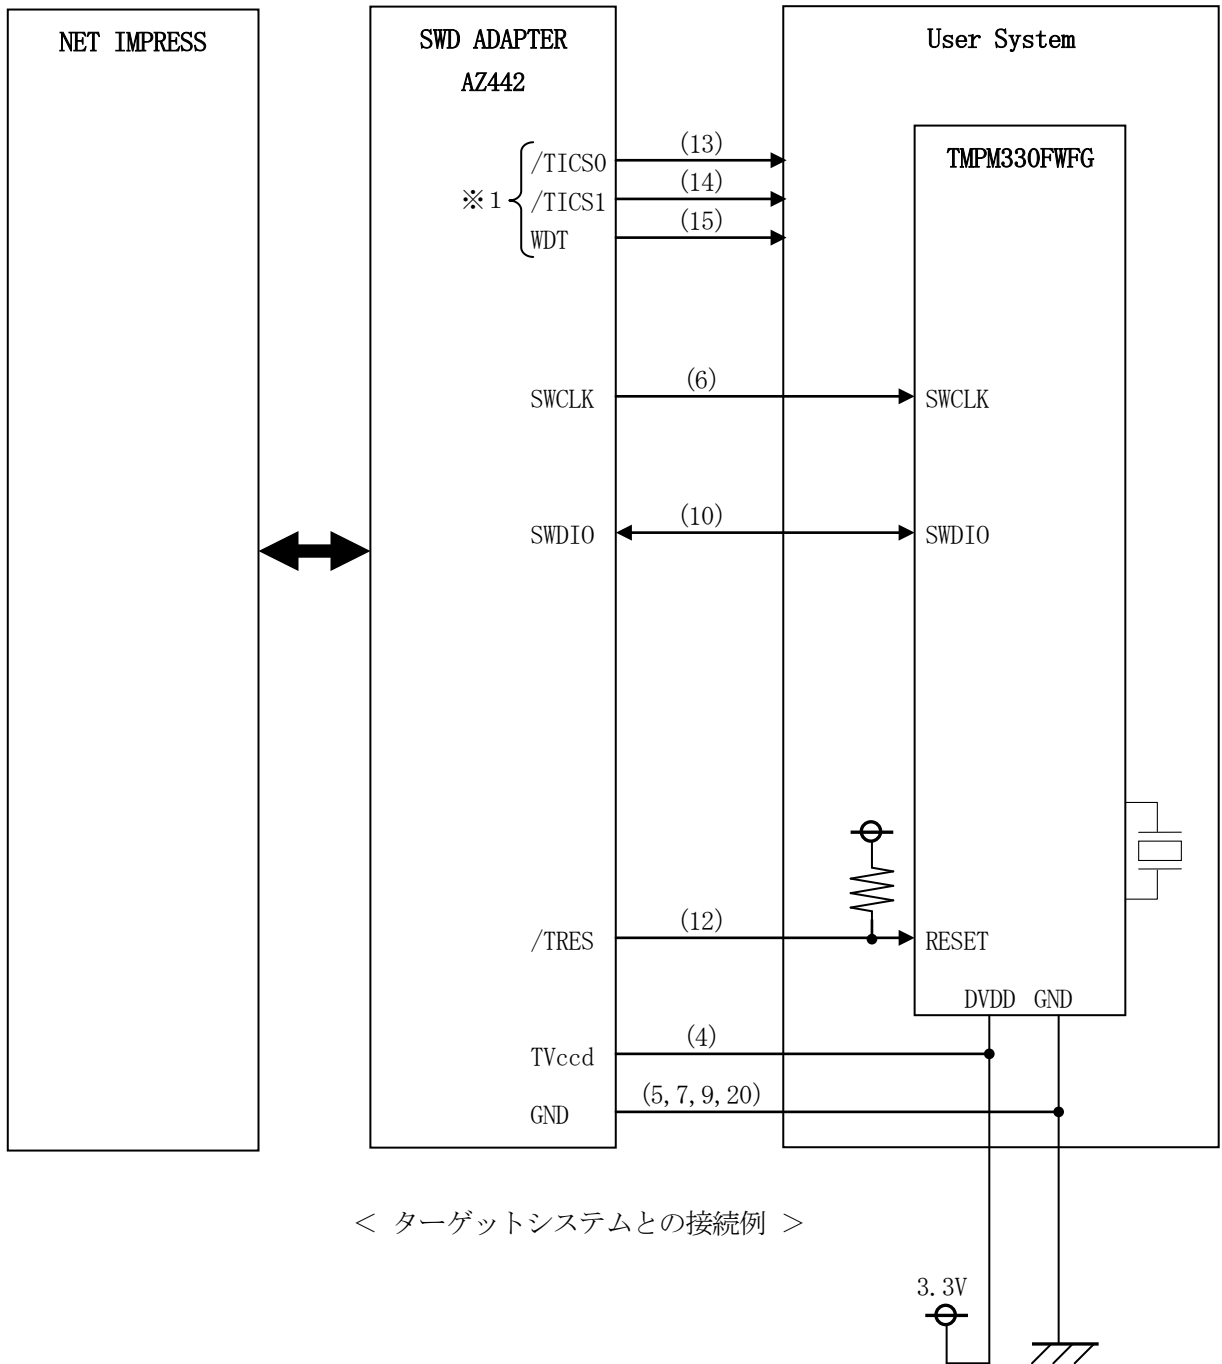 NET IMPRESS
SWD ADAPTER
AZ442
User System
TMPM330FWFG
/TICS0
(13)
※1
/TICS1
(14)
WDT
(15)
SWCLK
(6)
SWCLK
SWDIO
(10)
SWDIO
/TRES
(12)
RESET
DVDD GND
TVccd
(4)
GND
(5,7,9,20)
< ターゲットシステムとの接続例 >
3.3V